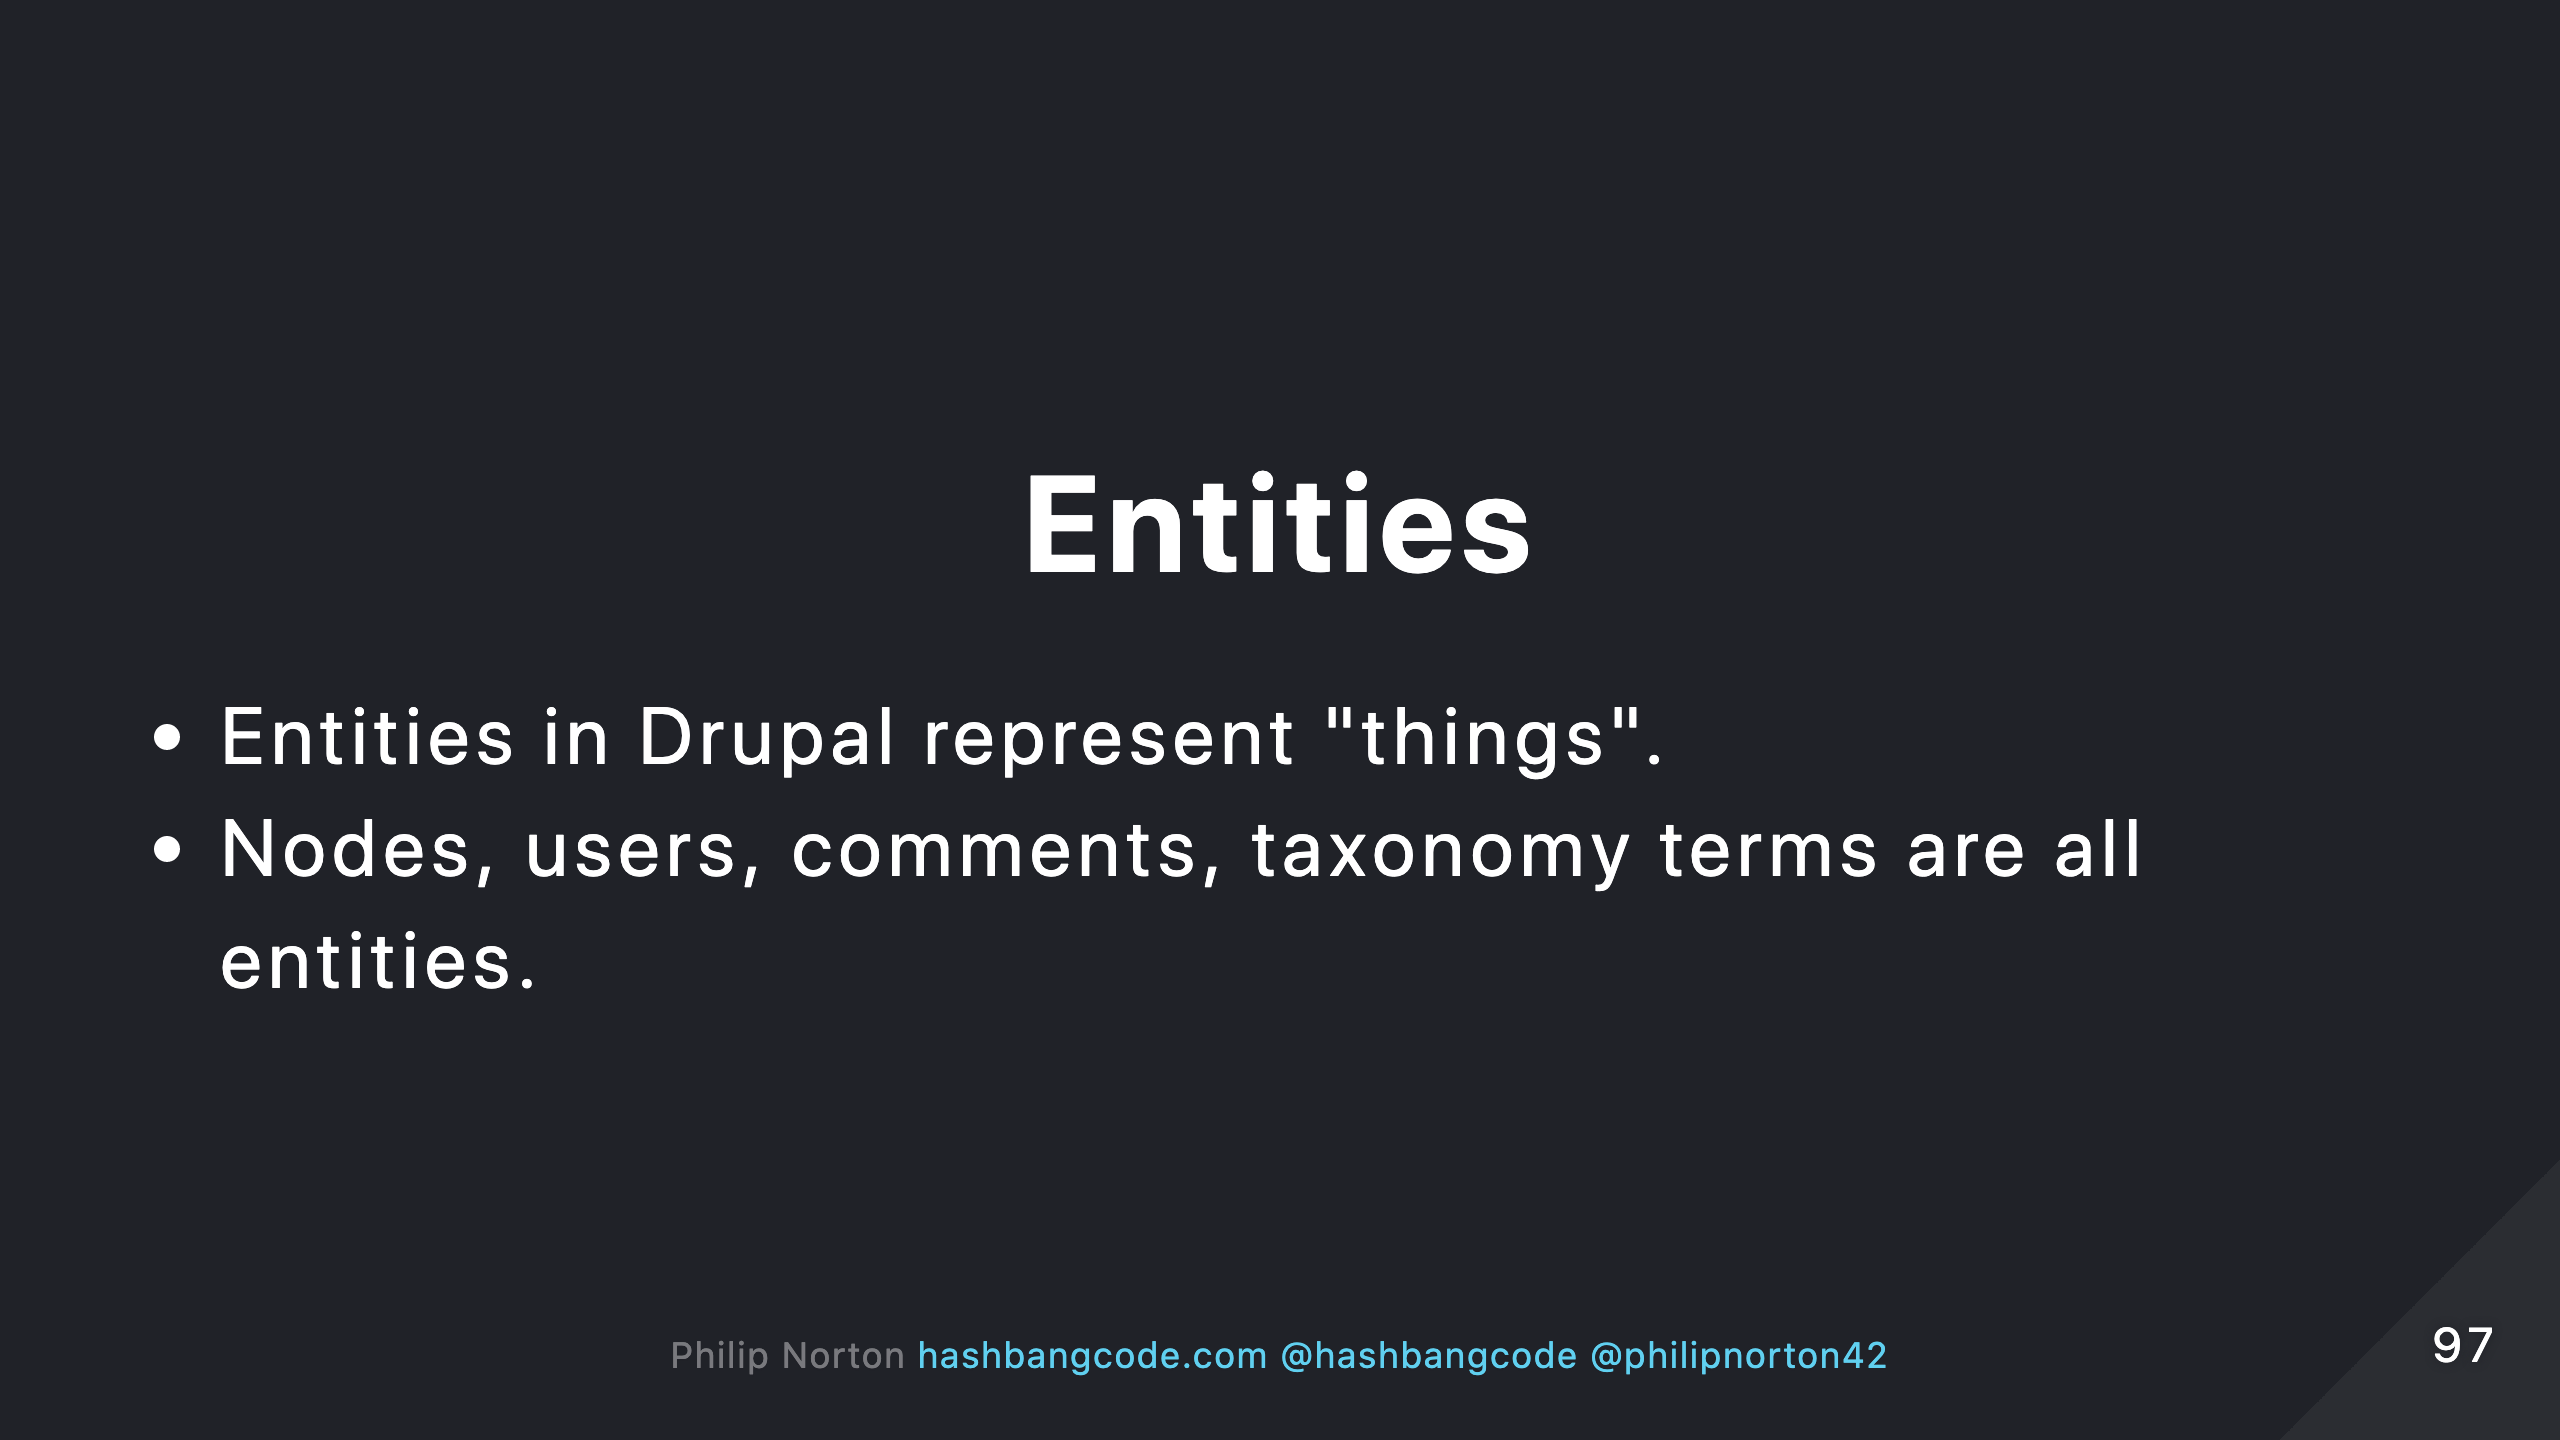 Entities
• Entities in Drupal represent "things".
• Nodes, users, comments, taxonomy terms are all
entities.
Philip Norton hashbangcode.com @hashbangcode @philipnorton42
97